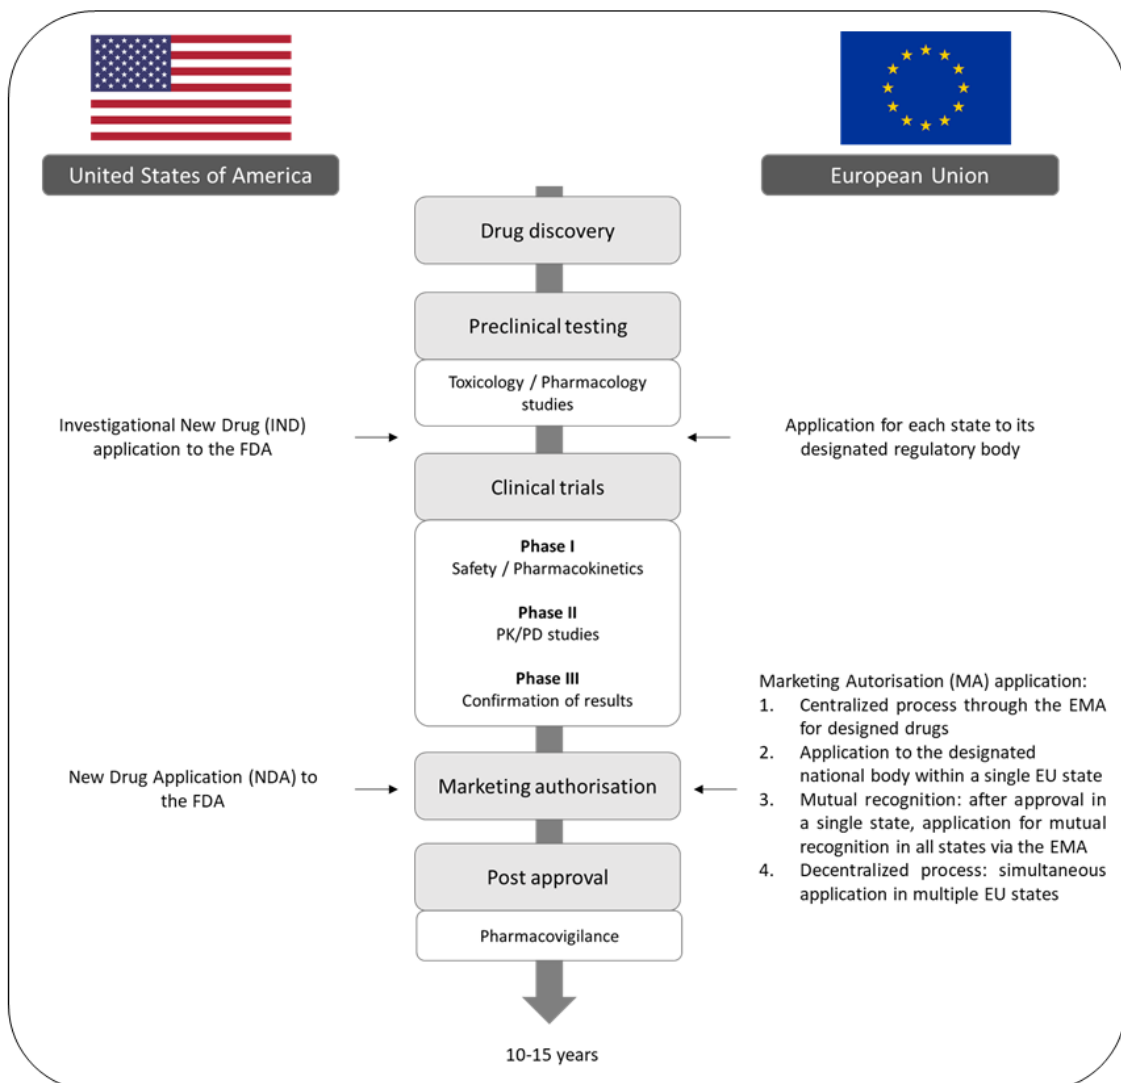 United States of America
European Union
Drug discovery
Preclinical testing
Toxicology / Pharmacology
studies
Investigational New Drug (IND)
application to the FDA
Application for each state to its
designated regulatory body
Clinical trials
Phase I
Safety / Pharmacokinetics
Phase II
PK/PD studies
Phase III
Confirmation of results
New Drug Application (NDA) to
the FDA
Marketing authorisation
Marketing Autorisation (MA) application:
1. Centralized process through the EMA
for designed drugs
2. Application to the designated
national body within a single EU state
3. Mutual recognition: after approval in
a single state, application for mutual
recognition in all states via the EMA
4. Decentralized process: simultaneous
application in multiple EU states
Post approval
Pharmacovigilance
10-15 years